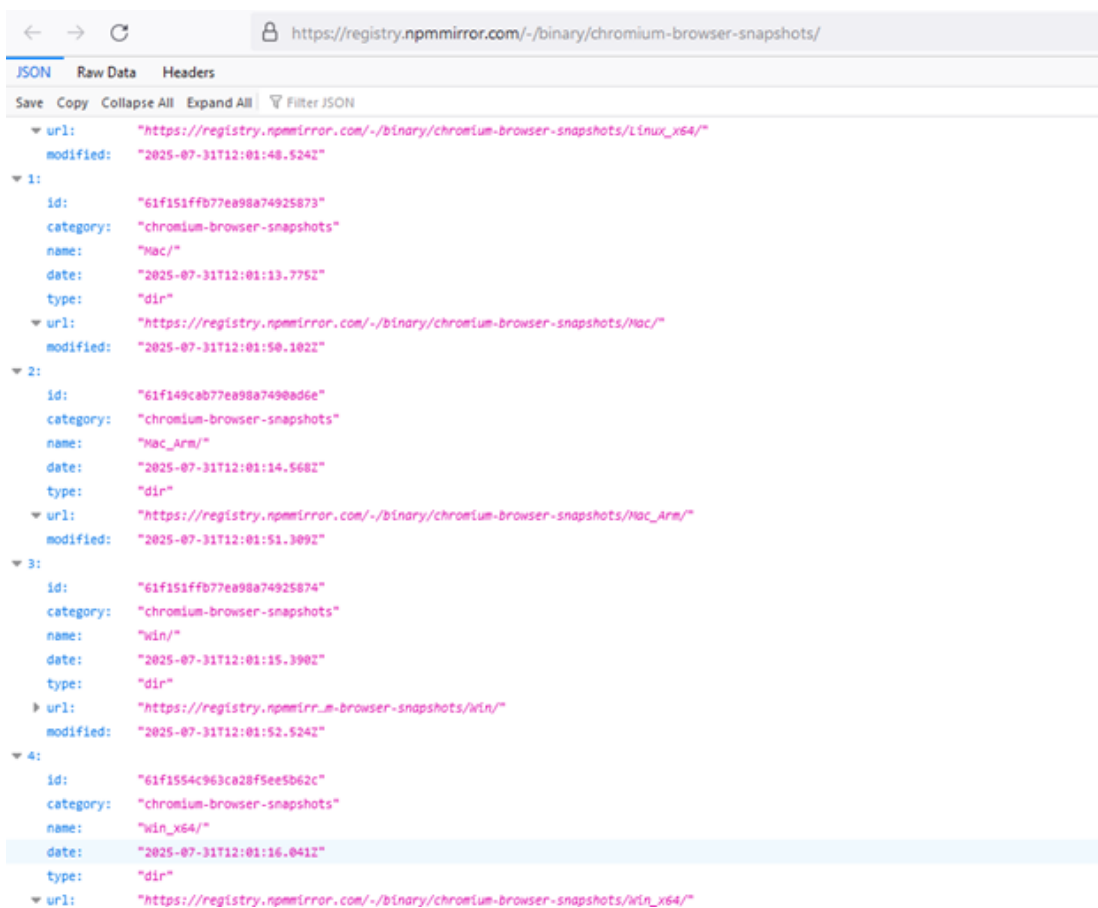 https://registry.npmmirror.com/-/binary/chromium-browser-snapshots/
JSON Raw Data Headers
Save Copy Collapse All Expand All Filter JSON
url: "https://registry.npmmirror.com/-/binary/chromium-browser-snapshots/Linux_x64/"
modified: "2025-07-31T12:01:48.524Z"
1:
id: "61f151ffb77ea98a74925873"
category: "chromium-browser-snapshots"
name: "Mac/"
date: "2025-07-31T12:01:13.775Z"
type: "dir"
url: "https://registry.npmmirror.com/-/binary/chromium-browser-snapshots/Mac/"
modified: "2025-07-31T12:01:50.102Z"
2:
id: "61f149cab77ea98a7490ad6e"
category: "chromium-browser-snapshots"
name: "Mac_Arm/"
date: "2025-07-31T12:01:14.568Z"
type: "dir"
url: "https://registry.npmmirror.com/-/binary/chromium-browser-snapshots/Mac_Arm/"
modified: "2025-07-31T12:01:51.309Z"
3:
id: "61f151ffb77ea98a74925874"
category: "chromium-browser-snapshots"
name: "Win/"
date: "2025-07-31T12:01:15.390Z"
type: "dir"
url: "https://registry.npmmirr…m-browser-snapshots/Win/"
modified: "2025-07-31T12:01:52.524Z"
4:
id: "61f1554c963ca28f5ee5b62c"
category: "chromium-browser-snapshots"
name: "Win_x64/"
date: "2025-07-31T12:01:16.041Z"
type: "dir"
url: "https://registry.npmmirror.com/-/binary/chromium-browser-snapshots/Win_x64/"